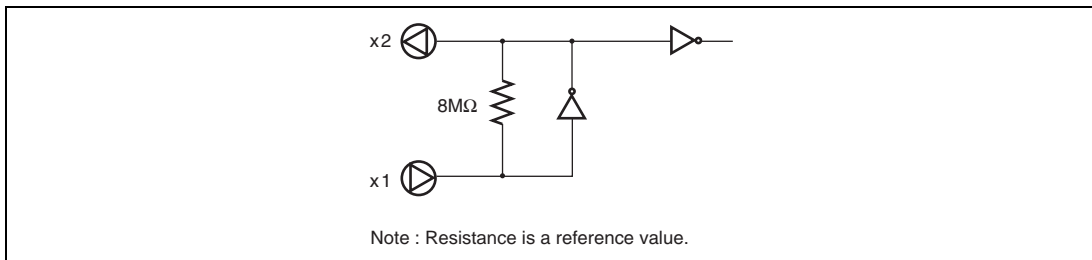 x2
8MΩ
x1
Note : Resistance is a reference value.